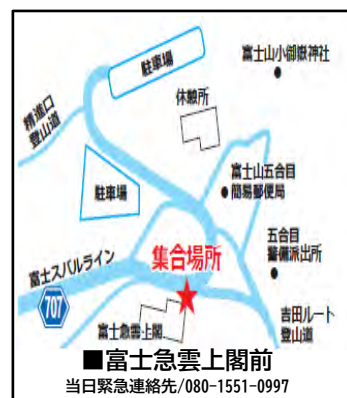 駐車場
富士山小御嶽神社
休憩所
精進口
登山道
富士山五合目
簡易郵便局
駐車場
五合目
警備派出所
富士スバルライン
集合場所
707
富士急雲上閣
吉田ルート
登山道
■富士急雲上閣前
当日緊急連絡先/080-1551-0997